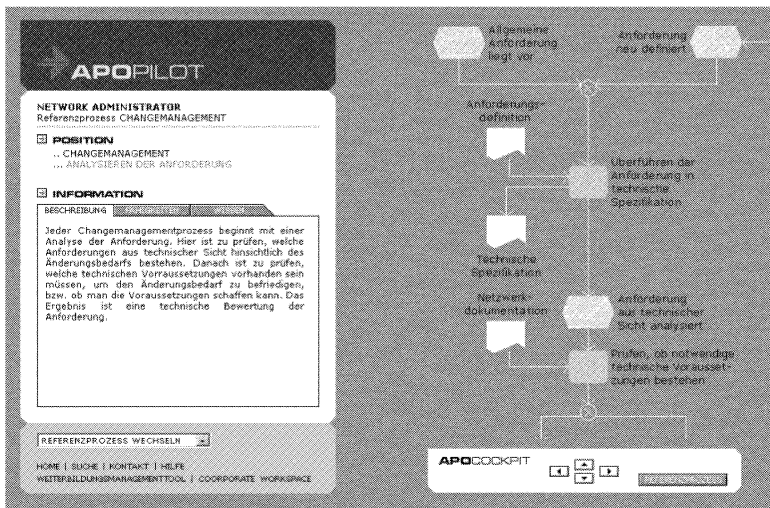 APOPILOT
NETWORK ADMINISTRATOR
Referenzprozess CHANGEMANAGEMENT
POSITION
.. CHANGEMANAGEMENT
... ANALYSIEREN DER ANFORDERUNG
INFORMATION
BESCHREIBUNG
Jeder Changemanagementprozess beginnt mit einer
Analyse der Anforderung. Hier ist zu prüfen, welche
Anforderungen aus technischer Sicht hinsichtlich des
Änderungsbedarfs bestehen. Danach ist zu prüfen,
welche technischen Vorraussetzungen vorhanden sein
müssen, um den Änderungsbedarf zu befriedigen,
bzw. ob man die Voraussetzungen schaffen kann. Das
Ergebnis ist eine technische Bewertung der
Anforderung.
REFERENZPROZESS WECHSELN
HOME | SUCHE | KONTAKT | HILFE
WEITERBILDUNGSMANAGEMENTTOOL | COORPORATE WORKSPACE
Allgemeine
Anforderung
liegt vor
Anforderung
neu definiert
Anforderungs-
definition
Überführen der
Anforderung in
technische
Spezifikation
Technische
Spezifikation
Netzwerk-
dokumentation
Anforderung
aus technischer
Sicht analysiert
Prüfen, ob notwendige
technische Vorausset-
zungen bestehen
APOCOCKPIT